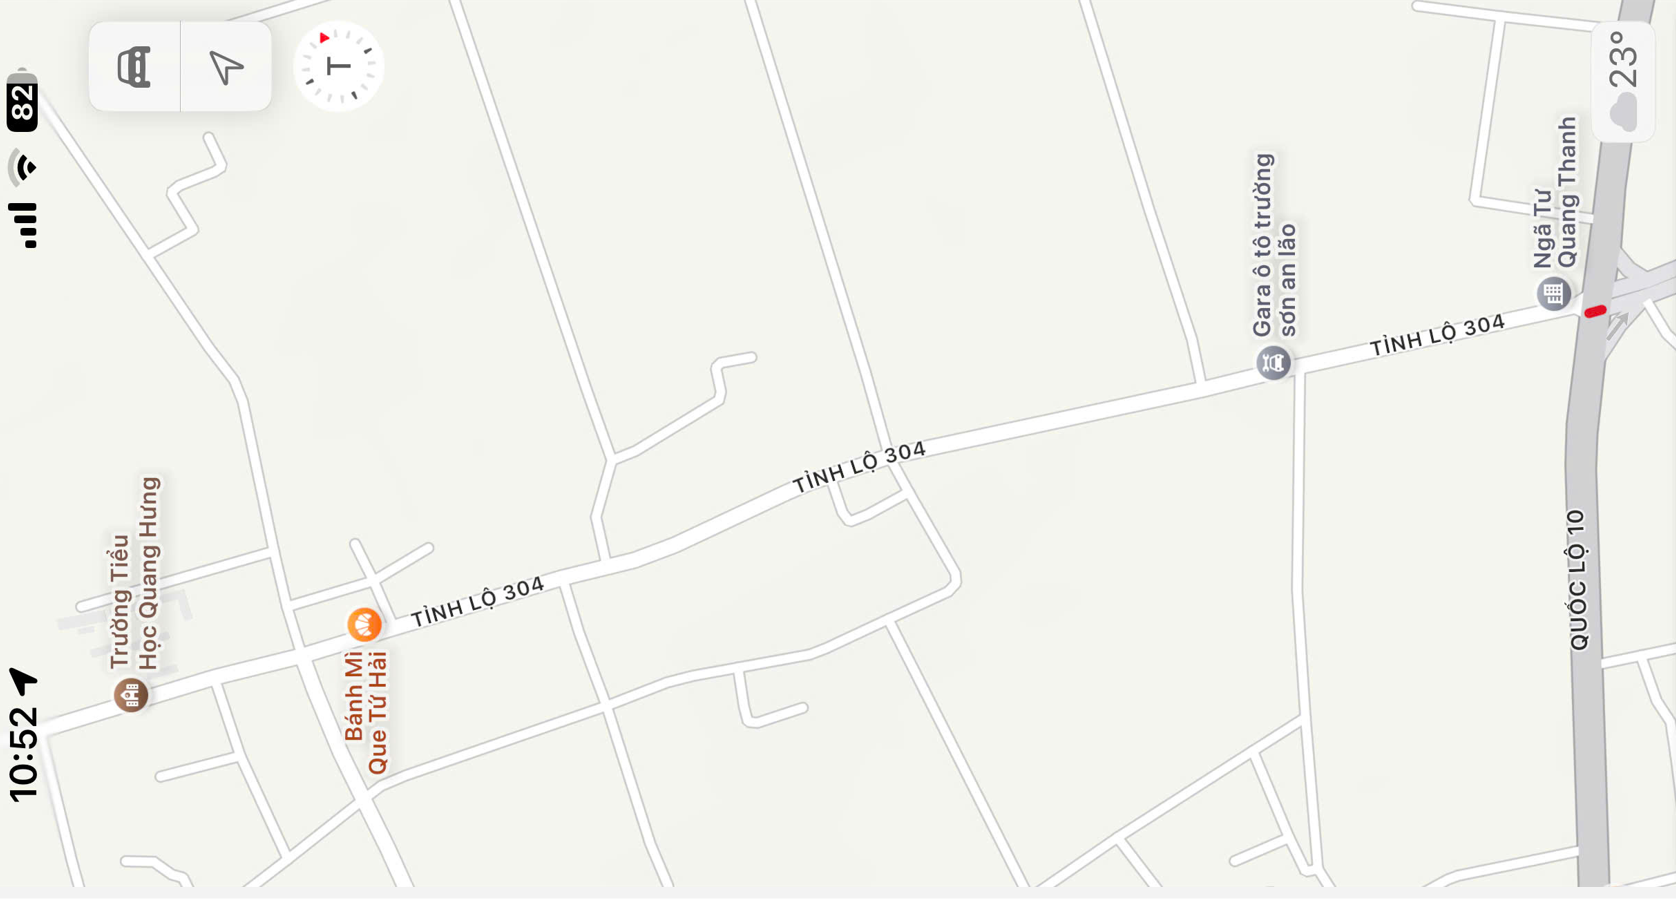 10:52
82
T
23°
Trường Tiểu
Học Quang Hưng
Bánh Mì
Que Tứ Hải
TỈNH LỘ 304
TỈNH LỘ 304
Gara ô tô trường
sơn an lão
TỈNH LỘ 304
Ngã Tư
Quang Thanh
QUỐC LỘ 10